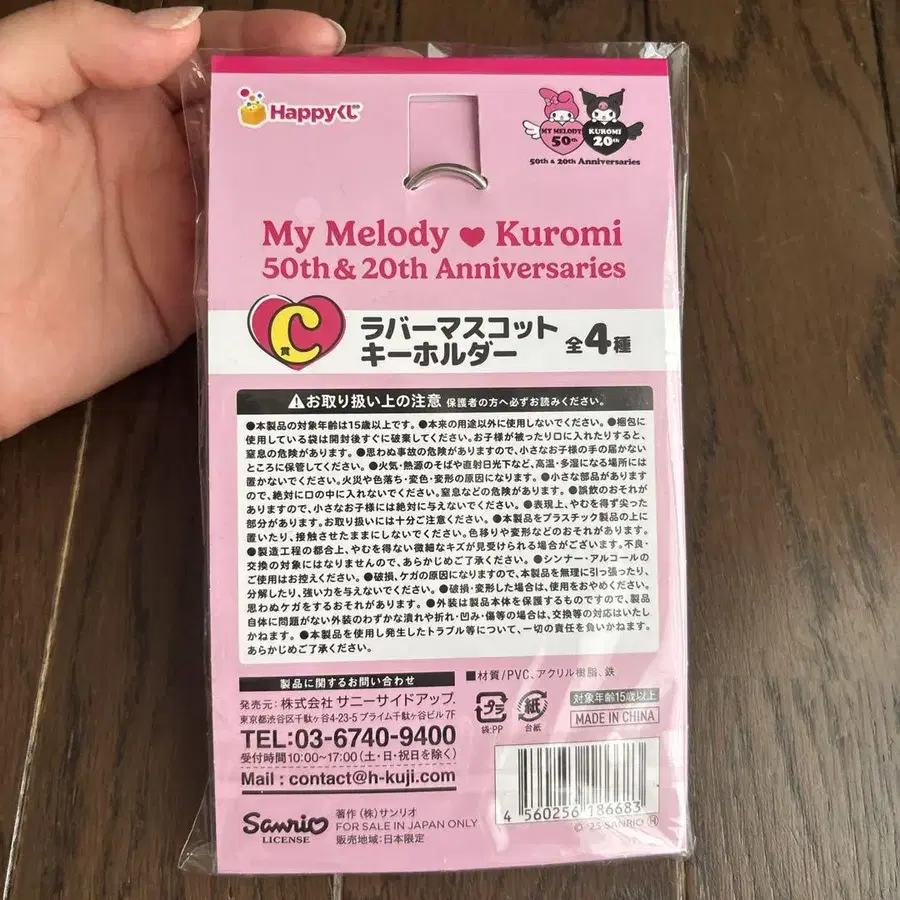 Happyくじ
MY MELODY 50th
KUROMI 20th
50th & 20th Anniversaries
My Melody ♥ Kuromi
50th & 20th Anniversaries
C賞
ラバーマスコット
キーホルダー
全4種
⚠お取り扱い上の注意 保護者の方へ必ずお読みください。
●本製品の対象年齢は15歳以上です。●本来の用途以外に使用しないでください。●梱包に
使用している袋は開封後すぐに破棄してください。お子様が被ったり口に入れたりすると、
窒息の危険があります。●思わぬ事故の危険がありますので、小さなお子様の手の届かない
ところに保管してください。●火気・熱源のそばや直射日光下など、高温・多湿になる場所には
置かないでください。火災や色落ち・変色・変形の原因になります。●小さな部品があります
ので、絶対に口の中に入れないでください。窒息などの危険があります。●誤飲のおそれが
ありますので、小さなお子様には絶対に与えないでください。●表現上、やむを得ず尖った
部分があります。お取り扱いには十分ご注意ください。●本製品をプラスチック製品の上に
置いたり、接触させたままにしないでください。色移りや変形などのおそれがあります。
●製造工程の都合上、やむを得ない微細なキズが見受けられる場合がございます。不良・
交換の対象にはなりませんので、あらかじめご了承ください。●シンナー・アルコールの
ご使用はお控えください。●破損、ケガの原因になりますので、本製品を無理に引っ張ったり、
分解したり、強い力を与えないでください。●破損・変形した場合は、使用をおやめください。
思わぬケガをするおそれがあります。●外装は製品本体を保護するものですので、製品
自体に問題がない外装のわずかな潰れや折れ・凹み・傷等の場合は、交換等の対応はいたし
かねます。●本製品を使用し発生したトラブル等について、一切の責任を負いかねます。
あらかじめご了承ください。
製品に関するお問い合わせ
発売元：株式会社 サニーサイドアップ
東京都渋谷区千駄ヶ谷4-23-5 プライム千駄ヶ谷ビル 7F
TEL:03-6740-9400
受付時間10:00~17:00（土・日・祝日を除く）
Mail : contact@h-kuji.com
■材質/PVC、アクリル樹脂、鉄
プラ
袋:PP
紙
台紙
対象年齢15歳以上
MADE IN CHINA
4 560256 186683
© '25 SANRIO Ⓗ
Sanrio
LICENSE
著作（株）サンリオ
FOR SALE IN JAPAN ONLY
販売地域：日本限定